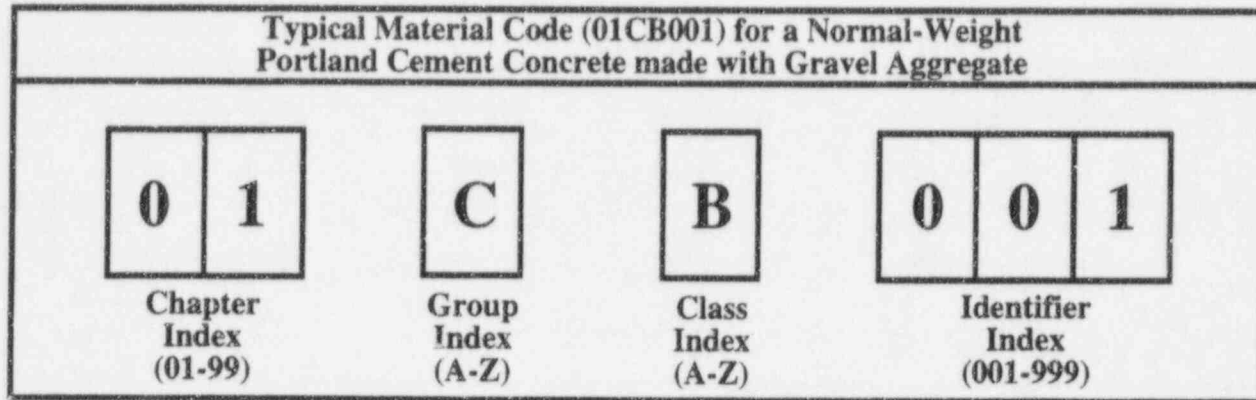 Typical Material Code (01CB001) for a Normal-Weight
Portland Cement Concrete made with Gravel Aggregate
0 1 C B 0 0 1
Chapter Group Class Identifier
Index Index Index Index
(01-99) (A-Z) (A-Z) (001-999)